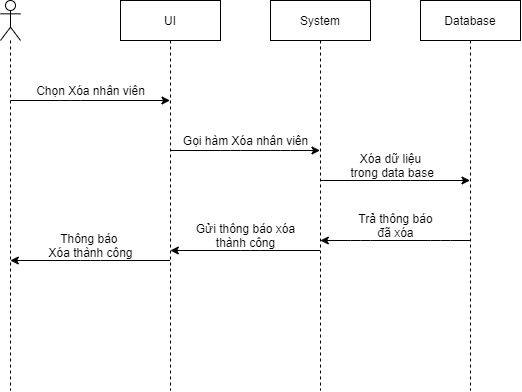 UI
System
Database
Chọn Xóa nhân viên
Gọi hàm Xóa nhân viên
Xóa dữ liệu
trong data base
Trả thông báo
đã xóa
Gửi thông báo xóa
thành công
Thông báo
Xóa thành công